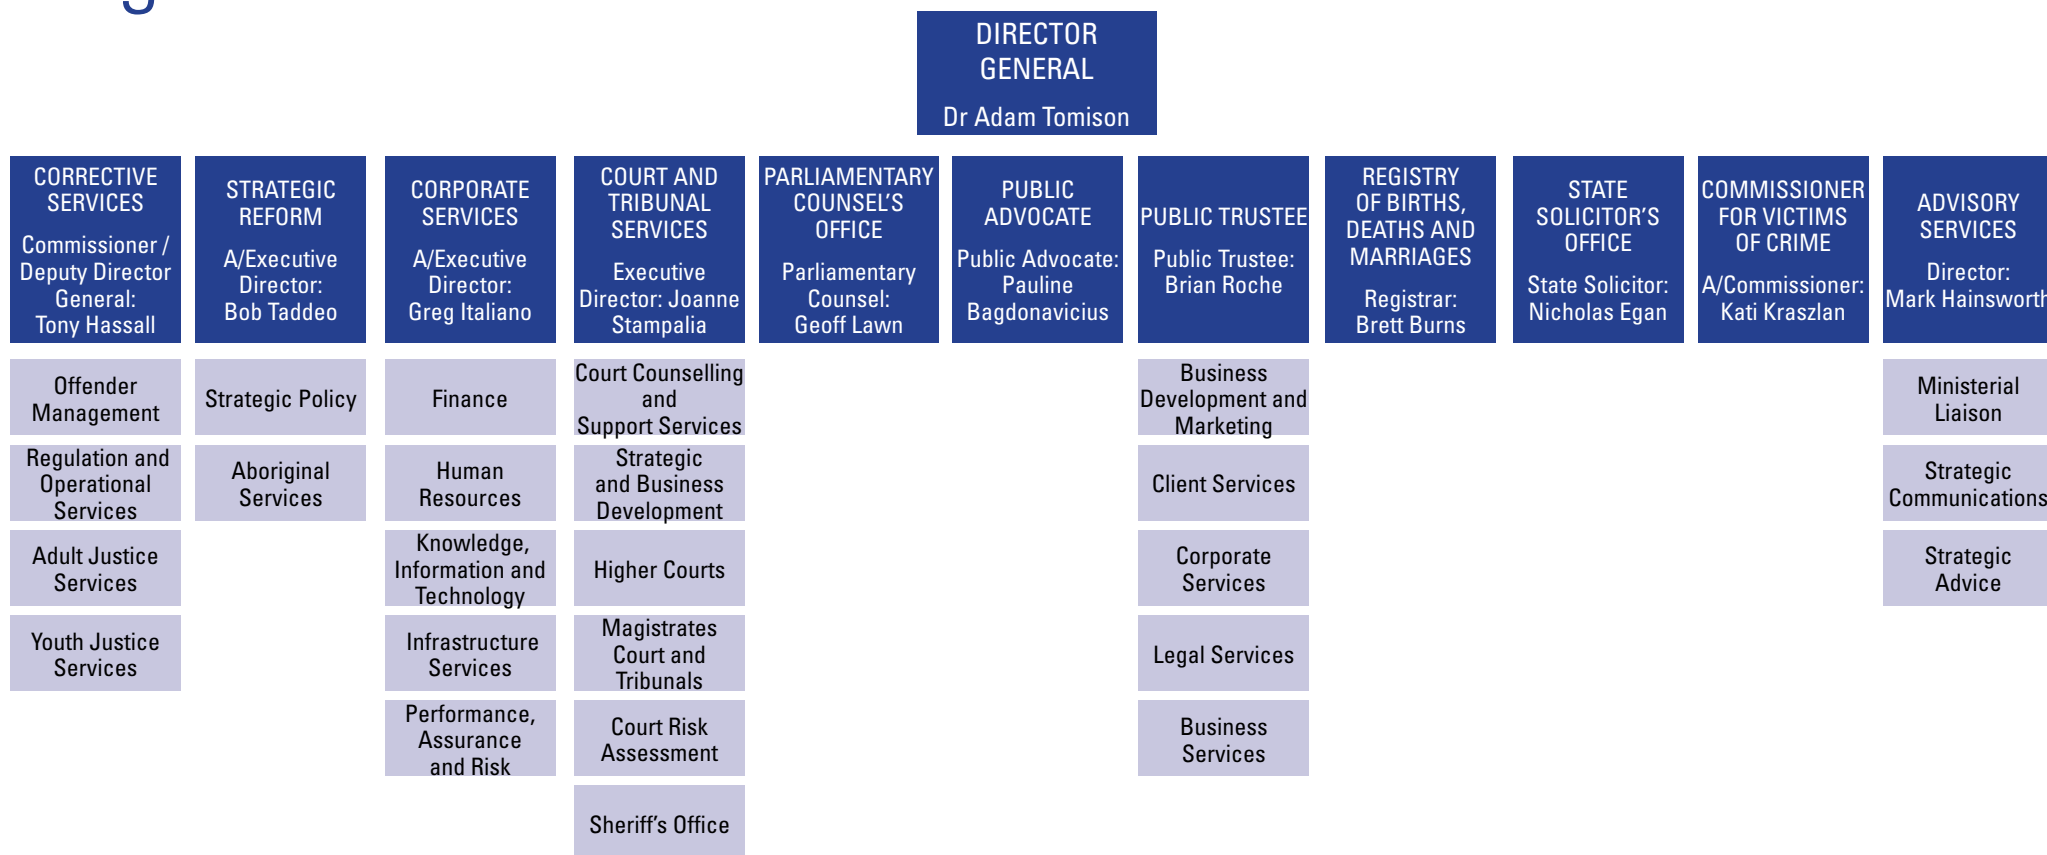 DIRECTOR
GENERAL
Dr Adam Tomison
CORRECTIVE
SERVICES
Commissioner /
Deputy Director
General:
Tony Hassall
STRATEGIC
REFORM
A/Executive
Director:
Bob Taddeo
CORPORATE
SERVICES
A/Executive
Director:
Greg Italiano
COURT AND
TRIBUNAL
SERVICES
Executive
Director: Joanne
Stampalia
PARLIAMENTARY
COUNSEL'S
OFFICE
Parliamentary
Counsel:
Geoff Lawn
PUBLIC
ADVOCATE
Public Advocate:
Pauline
Bagdonavicius
PUBLIC TRUSTEE
Public Trustee:
Brian Roche
REGISTRY
OF BIRTHS,
DEATHS AND
MARRIAGES
Registrar:
Brett Burns
STATE
SOLICITOR'S
OFFICE
State Solicitor:
Nicholas Egan
COMMISSIONER
FOR VICTIMS
OF CRIME
A/Commissioner:
Kati Kraszlan
ADVISORY
SERVICES
Director:
Mark Hainsworth
Offender
Management
Regulation and
Operational
Services
Adult Justice
Services
Youth Justice
Services
Strategic Policy
Aboriginal
Services
Finance
Human
Resources
Knowledge,
Information and
Technology
Infrastructure
Services
Performance,
Assurance
and Risk
Court Counselling
and
Support Services
Strategic
and Business
Development
Higher Courts
Magistrates
Court and
Tribunals
Court Risk
Assessment
Sheriff's Office
Business
Development and
Marketing
Client Services
Corporate
Services
Legal Services
Business
Services
Ministerial
Liaison
Strategic
Communications
Strategic
Advice